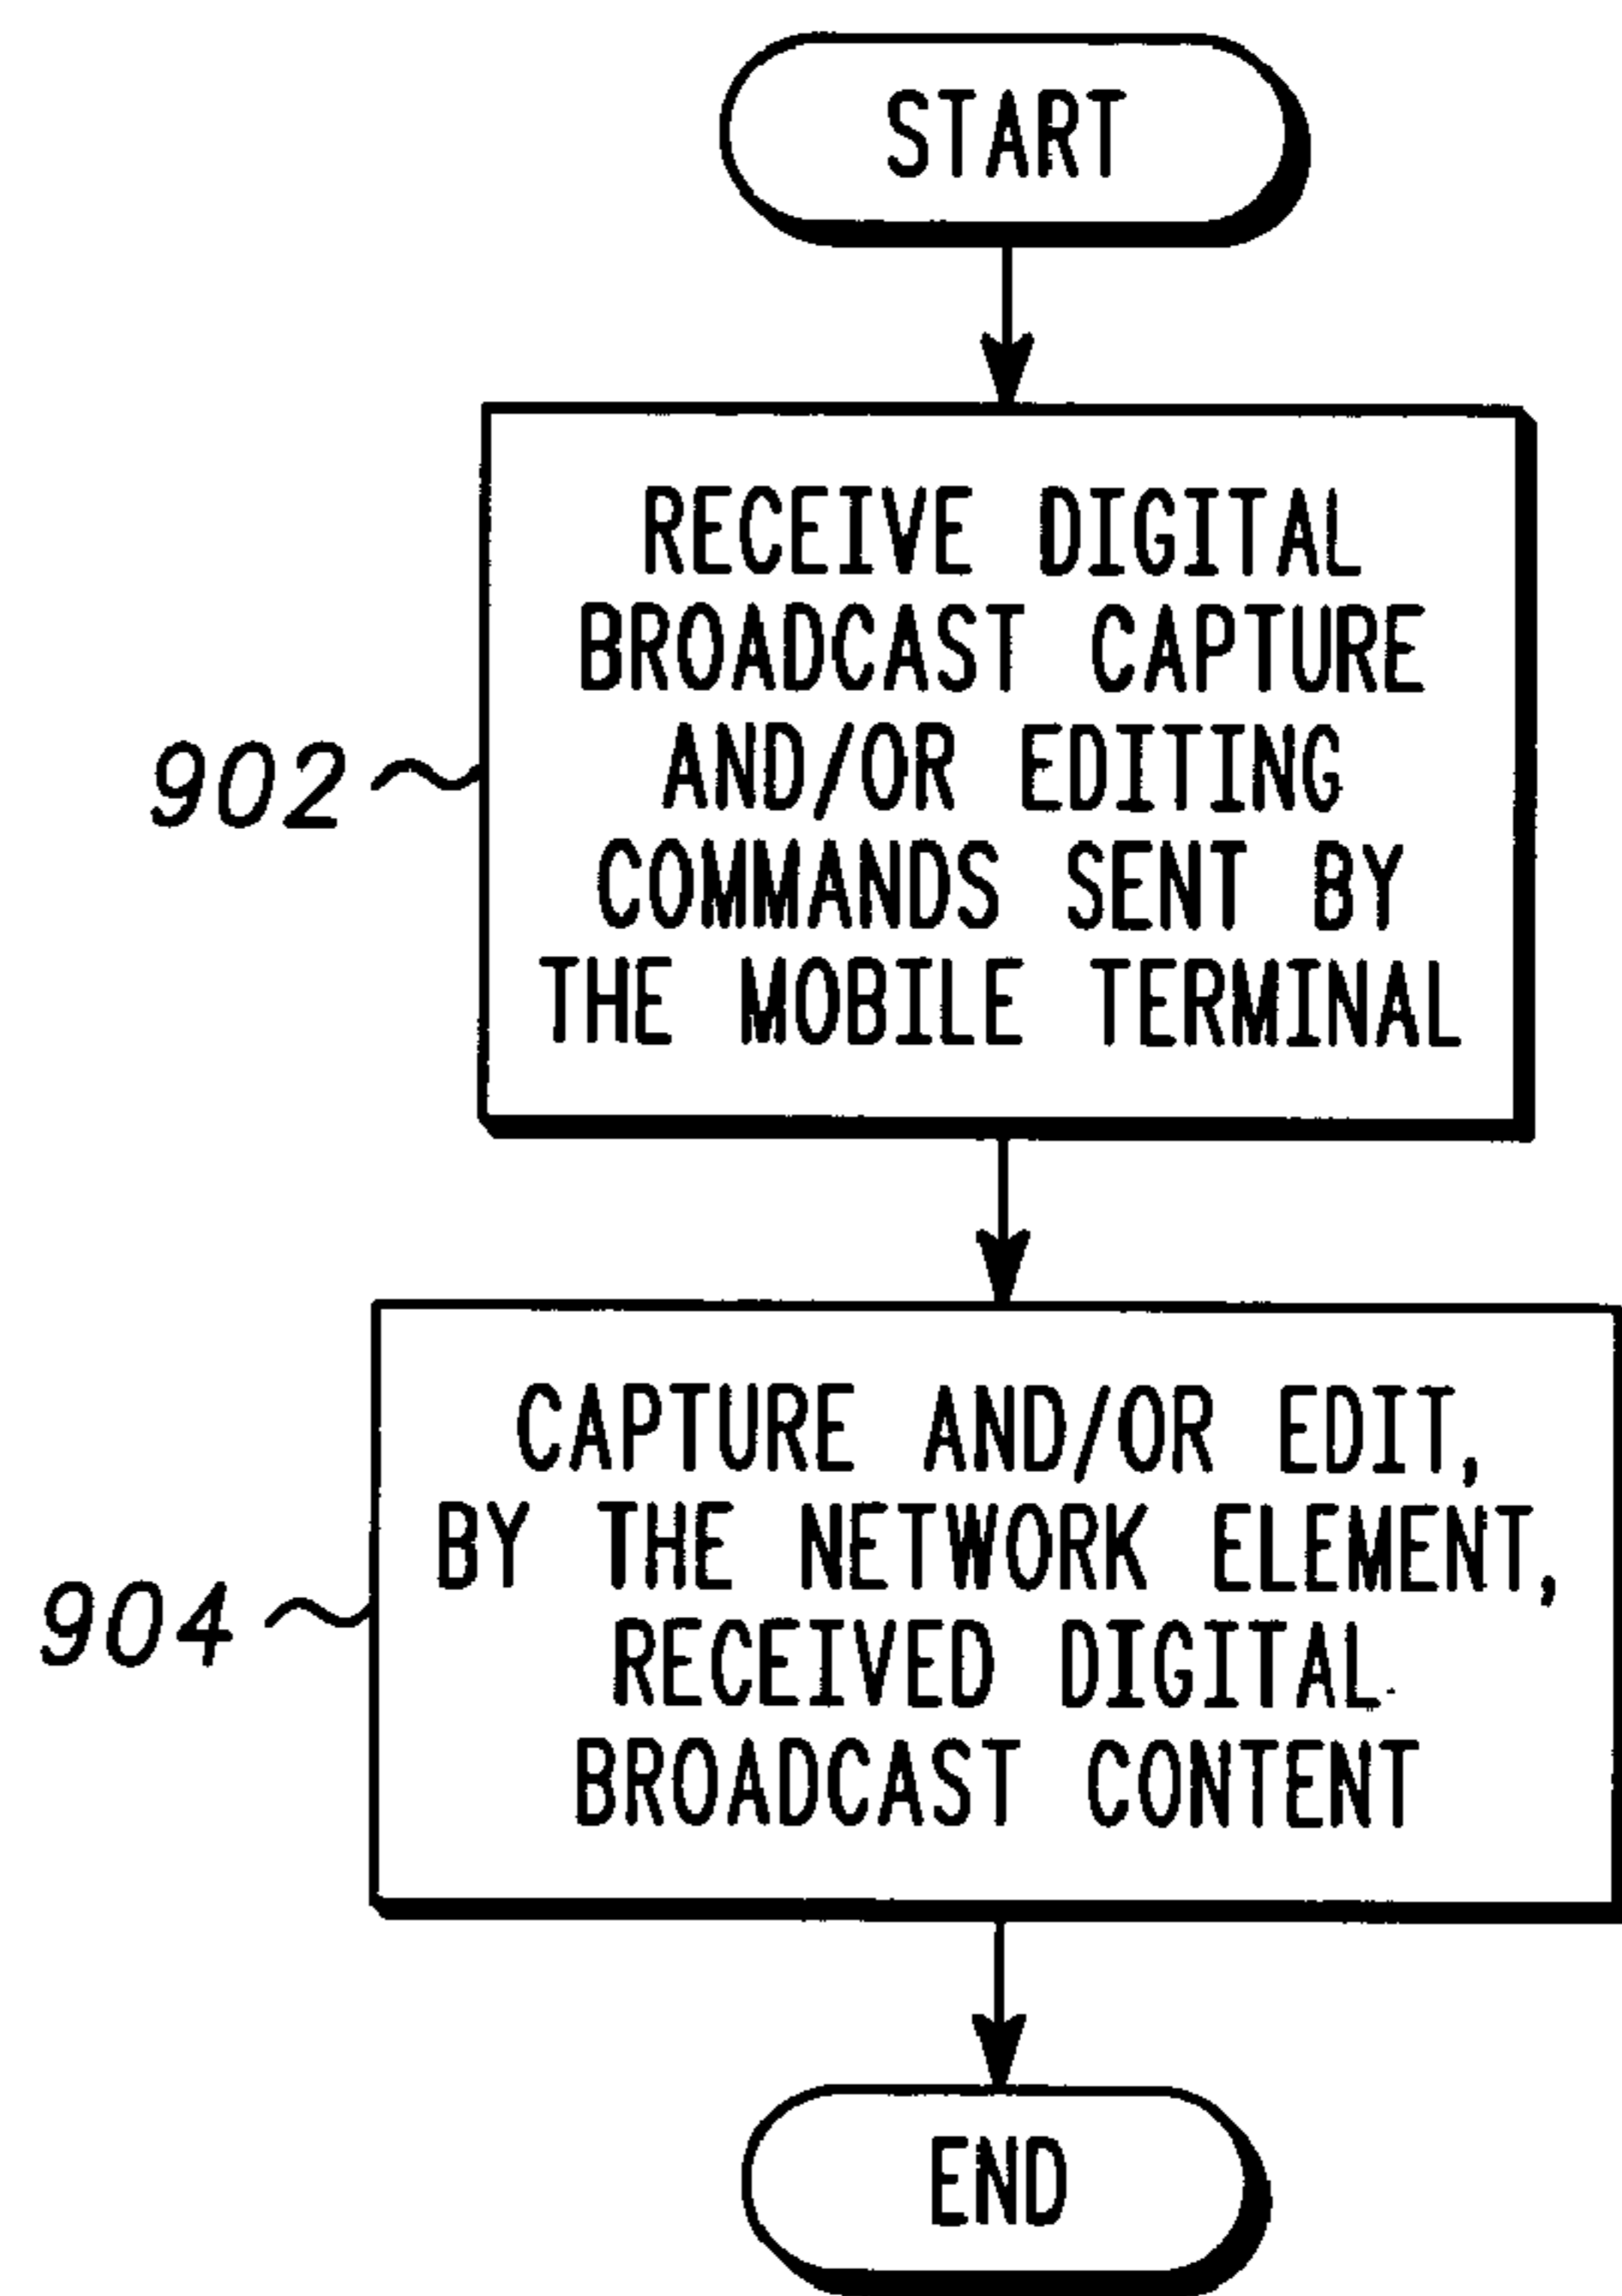 START
RECEIVE DIGITAL
BROADCAST CAPTURE
AND/OR EDITING
COMMANDS SENT BY
THE MOBILE TERMINAL
902
CAPTURE AND/OR EDIT,
BY THE NETWORK ELEMENT,
RECEIVED DIGITAL
BROADCAST CONTENT
904
END